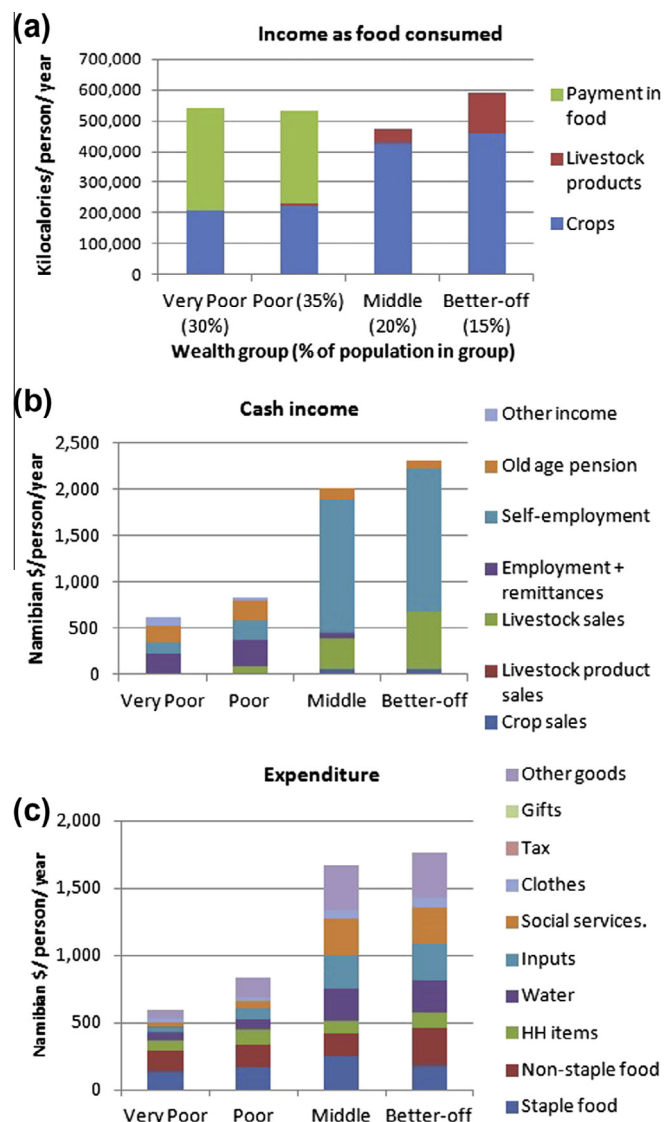 (a)
Income as food consumed
Kilocalories/ person/ year
700,000
600,000
500,000
400,000
300,000
200,000
100,000
0
Very Poor
(30%)
Poor (35%)
Middle
(20%)
Better-off
(15%)
Wealth group (% of population in group)
Payment in
food
Livestock
products
Crops
(b)
Cash income
Namibian $/person/year
2,500
2,000
1,500
1,000
500
0
Very Poor
Poor
Middle
Better-off
Other income
Old age pension
Self-employment
Employment +
remittances
Livestock sales
Livestock product
sales
Crop sales
(c)
Expenditure
Namibian $/ person/year
2,000
1,500
1,000
500
0
Very Poor
Poor
Middle
Better-off
Other goods
Gifts
Tax
Clothes
Social services.
Inputs
Water
HH items
Non-staple food
Staple food